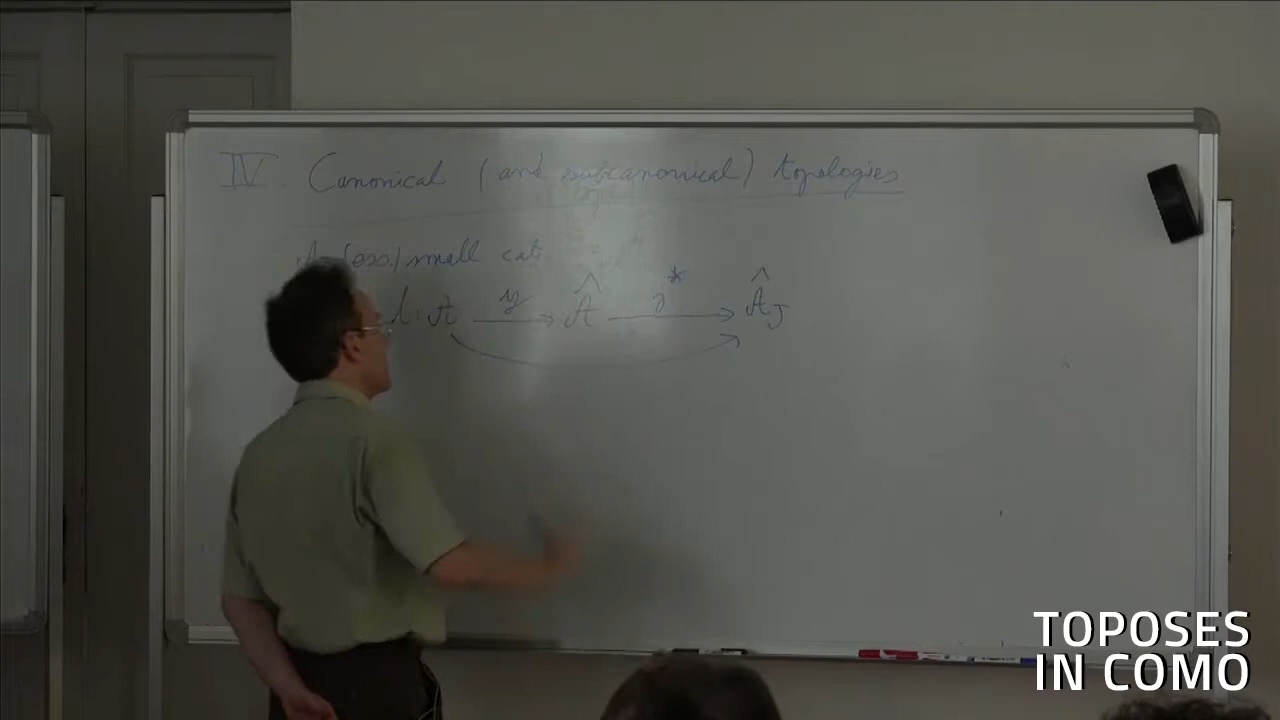 IV. Canonical (and subcanonical) topologies
(ess.) small cat.
l : A y → Â j* → Â_J
TOPOSES
IN COMO